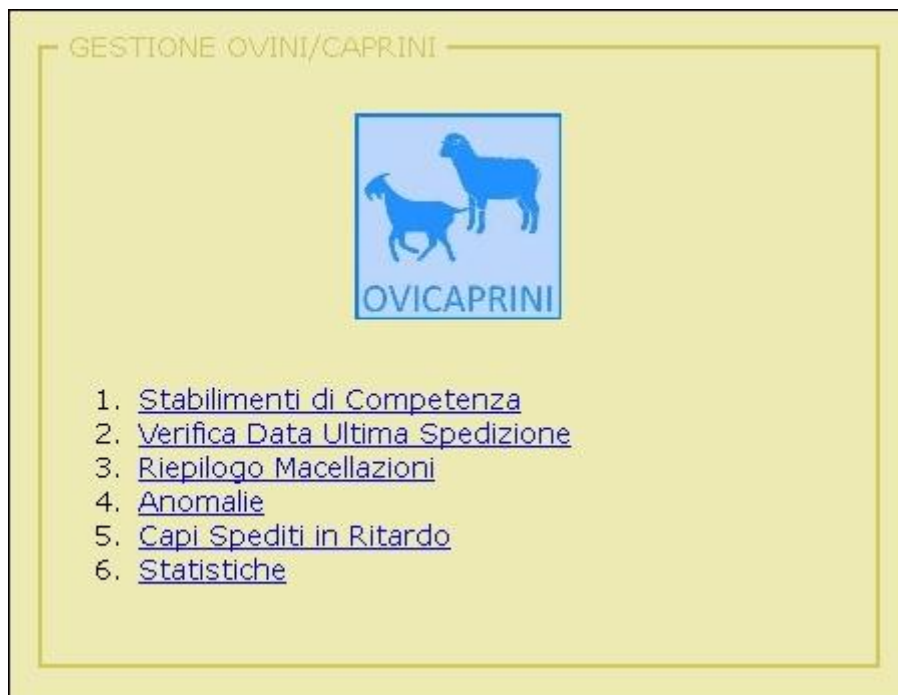 GESTIONE OVINI/CAPRINI
OVICAPRINI
1. Stabilimenti di Competenza
2. Verifica Data Ultima Spedizione
3. Riepilogo Macellazioni
4. Anomalie
5. Capi Spediti in Ritardo
6. Statistiche